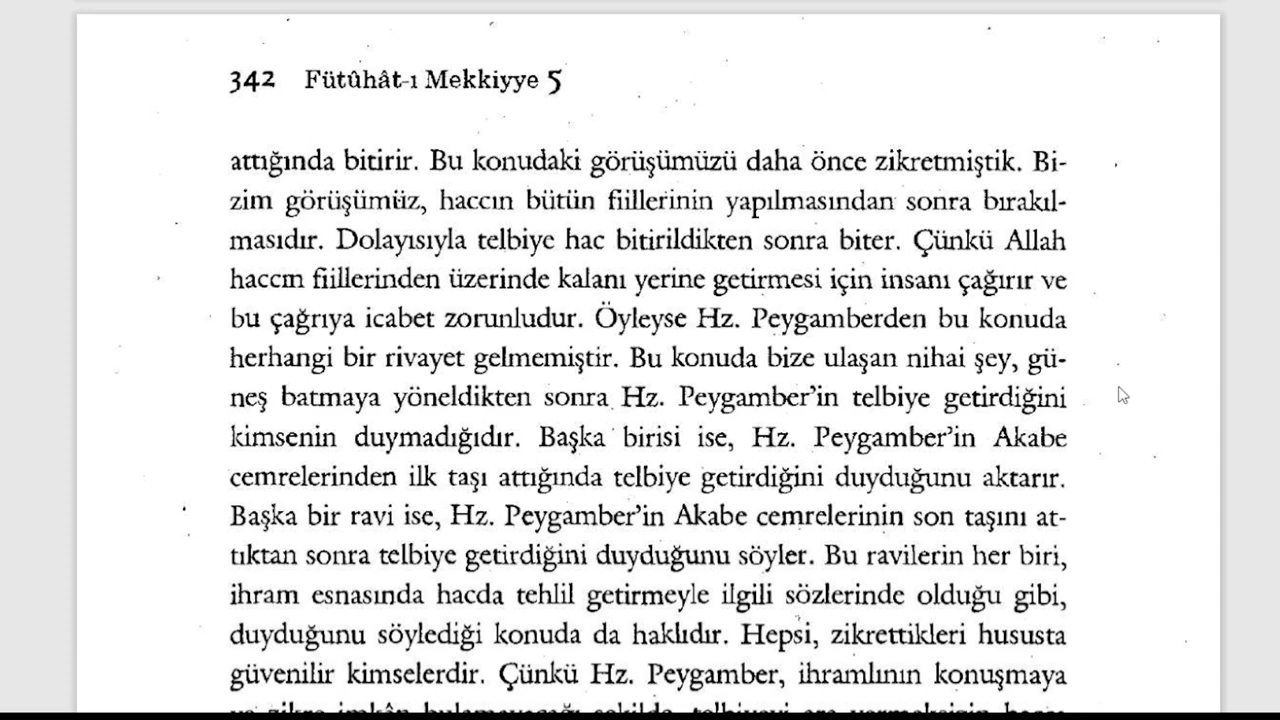 342 Fütûhât-ı Mekkiyye 5
attığında bitirir. Bu konudaki görüşümüzü daha önce zikretmiştik. Bi-
zim görüşümüz, haccın bütün fiillerinin yapılmasından sonra bırakıl-
masıdır. Dolayısıyla telbiye hac bitirildikten sonra biter. Çünkü Allah
haccın fiillerinden üzerinde kalanı yerine getirmesi için insanı çağırır ve
bu çağrıya icabet zorunludur. Öyleyse Hz. Peygamberden bu konuda
herhangi bir rivayet gelmemiştir. Bu konuda bize ulaşan nihai şey, gü-
neş batmaya yöneldikten sonra Hz. Peygamber'in telbiye getirdiğini
kimsenin duymadığıdır. Başka birisi ise, Hz. Peygamber'in Akabe
cemrelerinden ilk taşı attığında telbiye getirdiğini duyduğunu aktarır.
Başka bir ravi ise, Hz. Peygamber'in Akabe cemrelerinin son taşını at-
tıktan sonra telbiye getirdiğini duyduğunu söyler. Bu ravilerin her biri,
ihram esnasında hacda tehlil getirmeyle ilgili sözlerinde olduğu gibi,
duyduğunu söylediği konuda da haklıdır. Hepsi, zikrettikleri hususta
güvenilir kimselerdir. Çünkü Hz. Peygamber, ihramlının konuşmaya